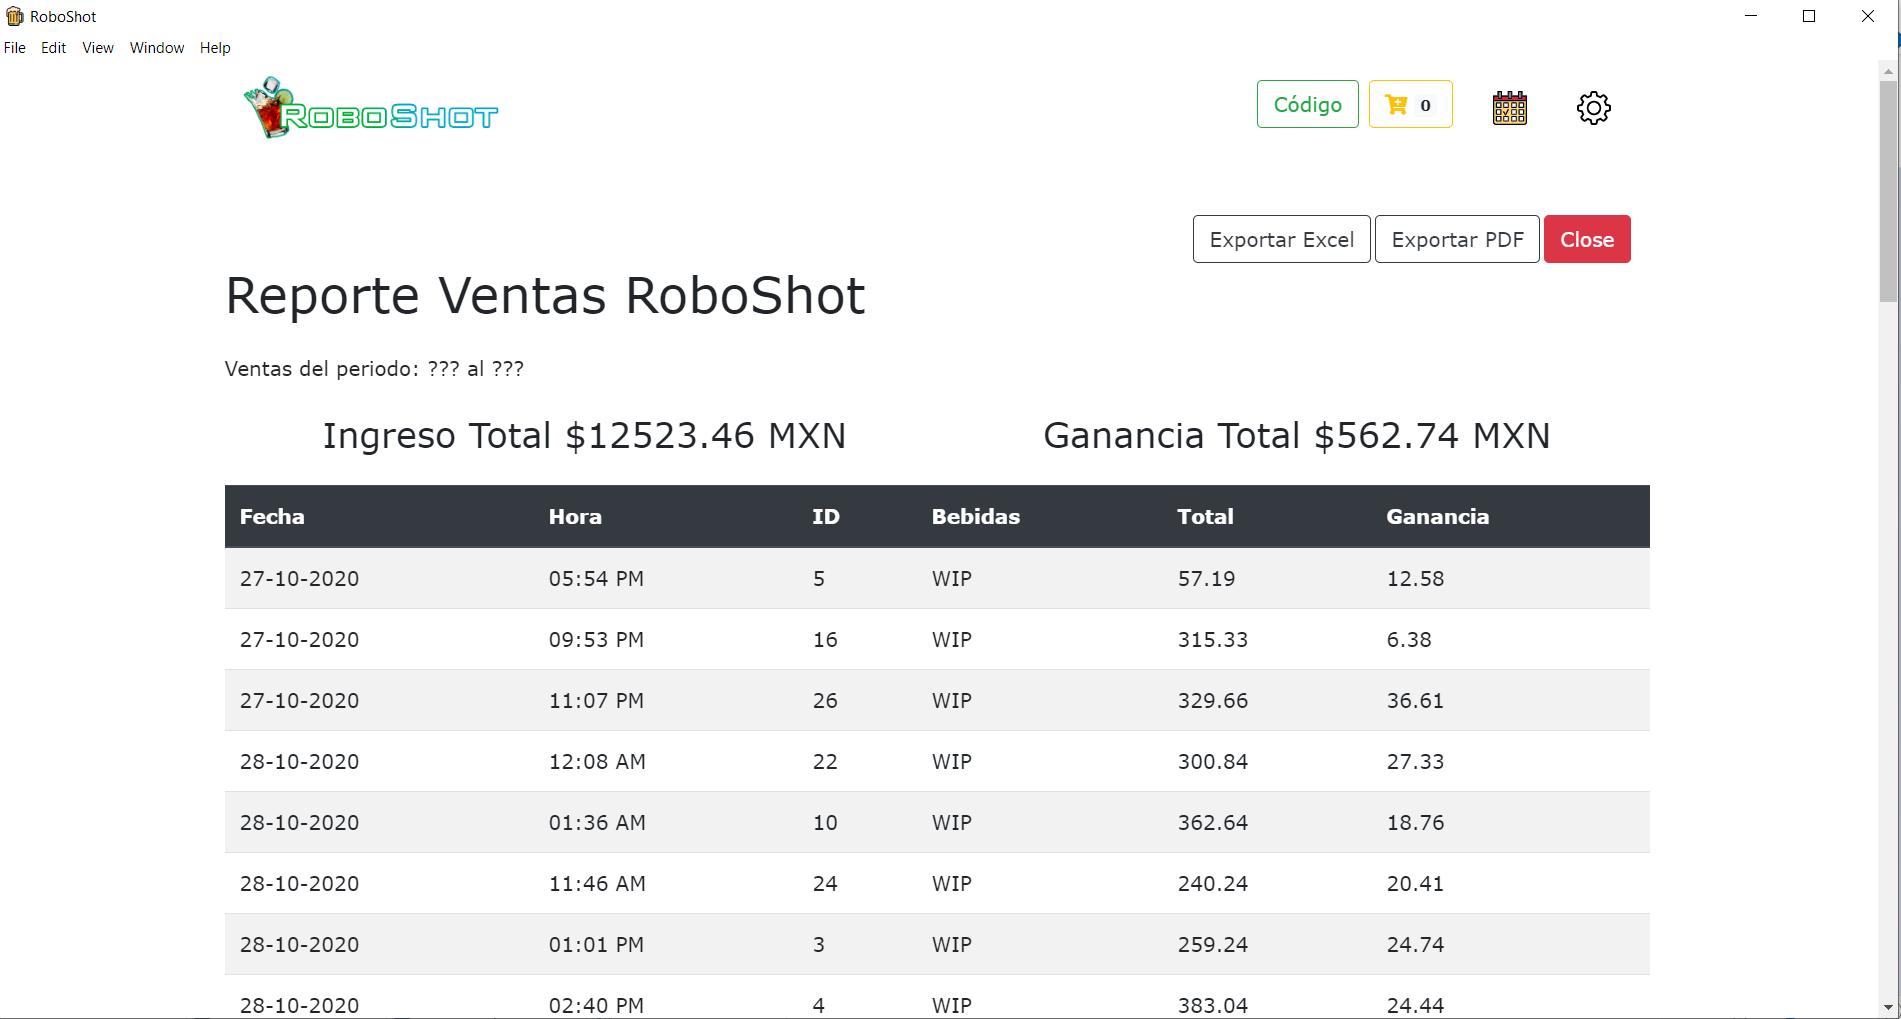 RoboShot
File Edit View Window Help
ROBOSHOT
Código
0
Exportar Excel Exportar PDF Close
Reporte Ventas RoboShot
Ventas del periodo: ??? al ???
Ingreso Total $12523.46 MXN Ganancia Total $562.74 MXN
Fecha Hora ID Bebidas Total Ganancia
27-10-2020 05:54 PM 5 WIP 57.19 12.58
27-10-2020 09:53 PM 16 WIP 315.33 6.38
27-10-2020 11:07 PM 26 WIP 329.66 36.61
28-10-2020 12:08 AM 22 WIP 300.84 27.33
28-10-2020 01:36 AM 10 WIP 362.64 18.76
28-10-2020 11:46 AM 24 WIP 240.24 20.41
28-10-2020 01:01 PM 3 WIP 259.24 24.74
28-10-2020 02:40 PM 4 WIP 383.04 24.44